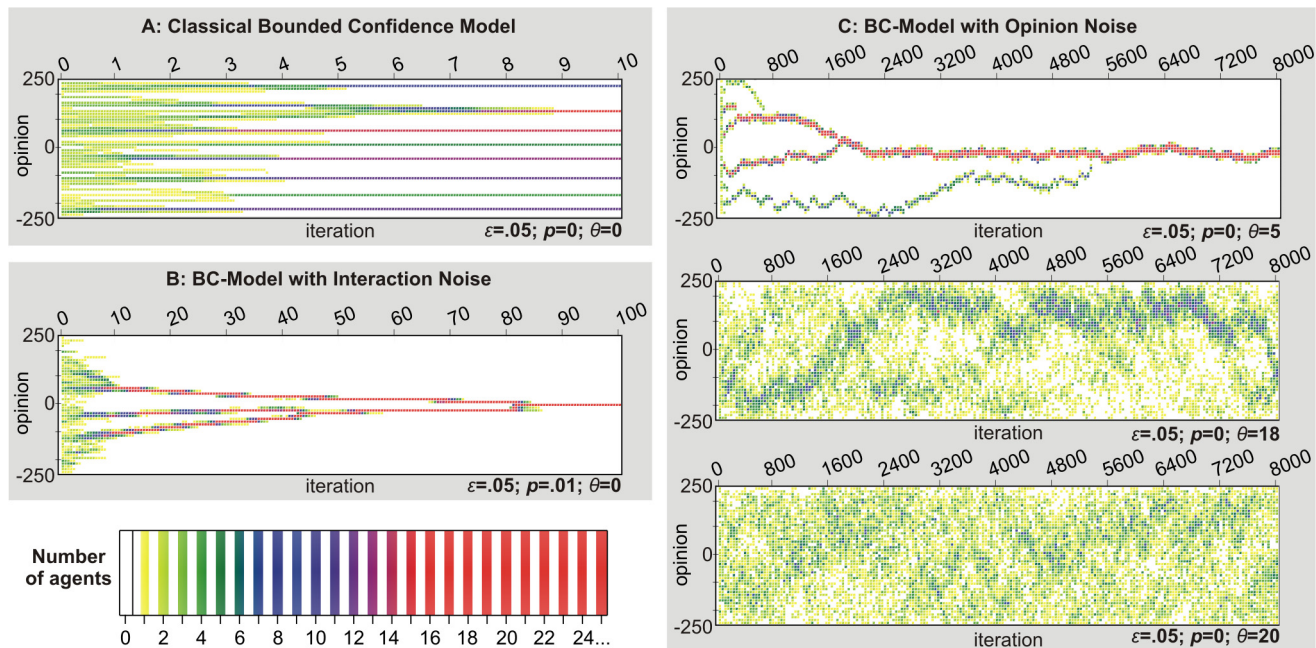 A: Classical Bounded Confidence Model
0 1 2 3 4 5 6 7 8 9 10
250
0
-250
opinion
iteration
ε=.05; p=0; θ=0
B: BC-Model with Interaction Noise
0 10 20 30 40 50 60 70 80 90 100
250
0
-250
opinion
iteration
ε=.05; p=.01; θ=0
Number
of agents
0 2 4 6 8 10 12 14 16 18 20 22 24...
C: BC-Model with Opinion Noise
0 800 1600 2400 3200 4000 4800 5600 6400 7200 8000
250
0
-250
opinion
iteration
ε=.05; p=0; θ=5
0 800 1600 2400 3200 4000 4800 5600 6400 7200 8000
250
0
-250
opinion
iteration
ε=.05; p=0; θ=18
0 800 1600 2400 3200 4000 4800 5600 6400 7200 8000
250
0
-250
opinion
iteration
ε=.05; p=0; θ=20